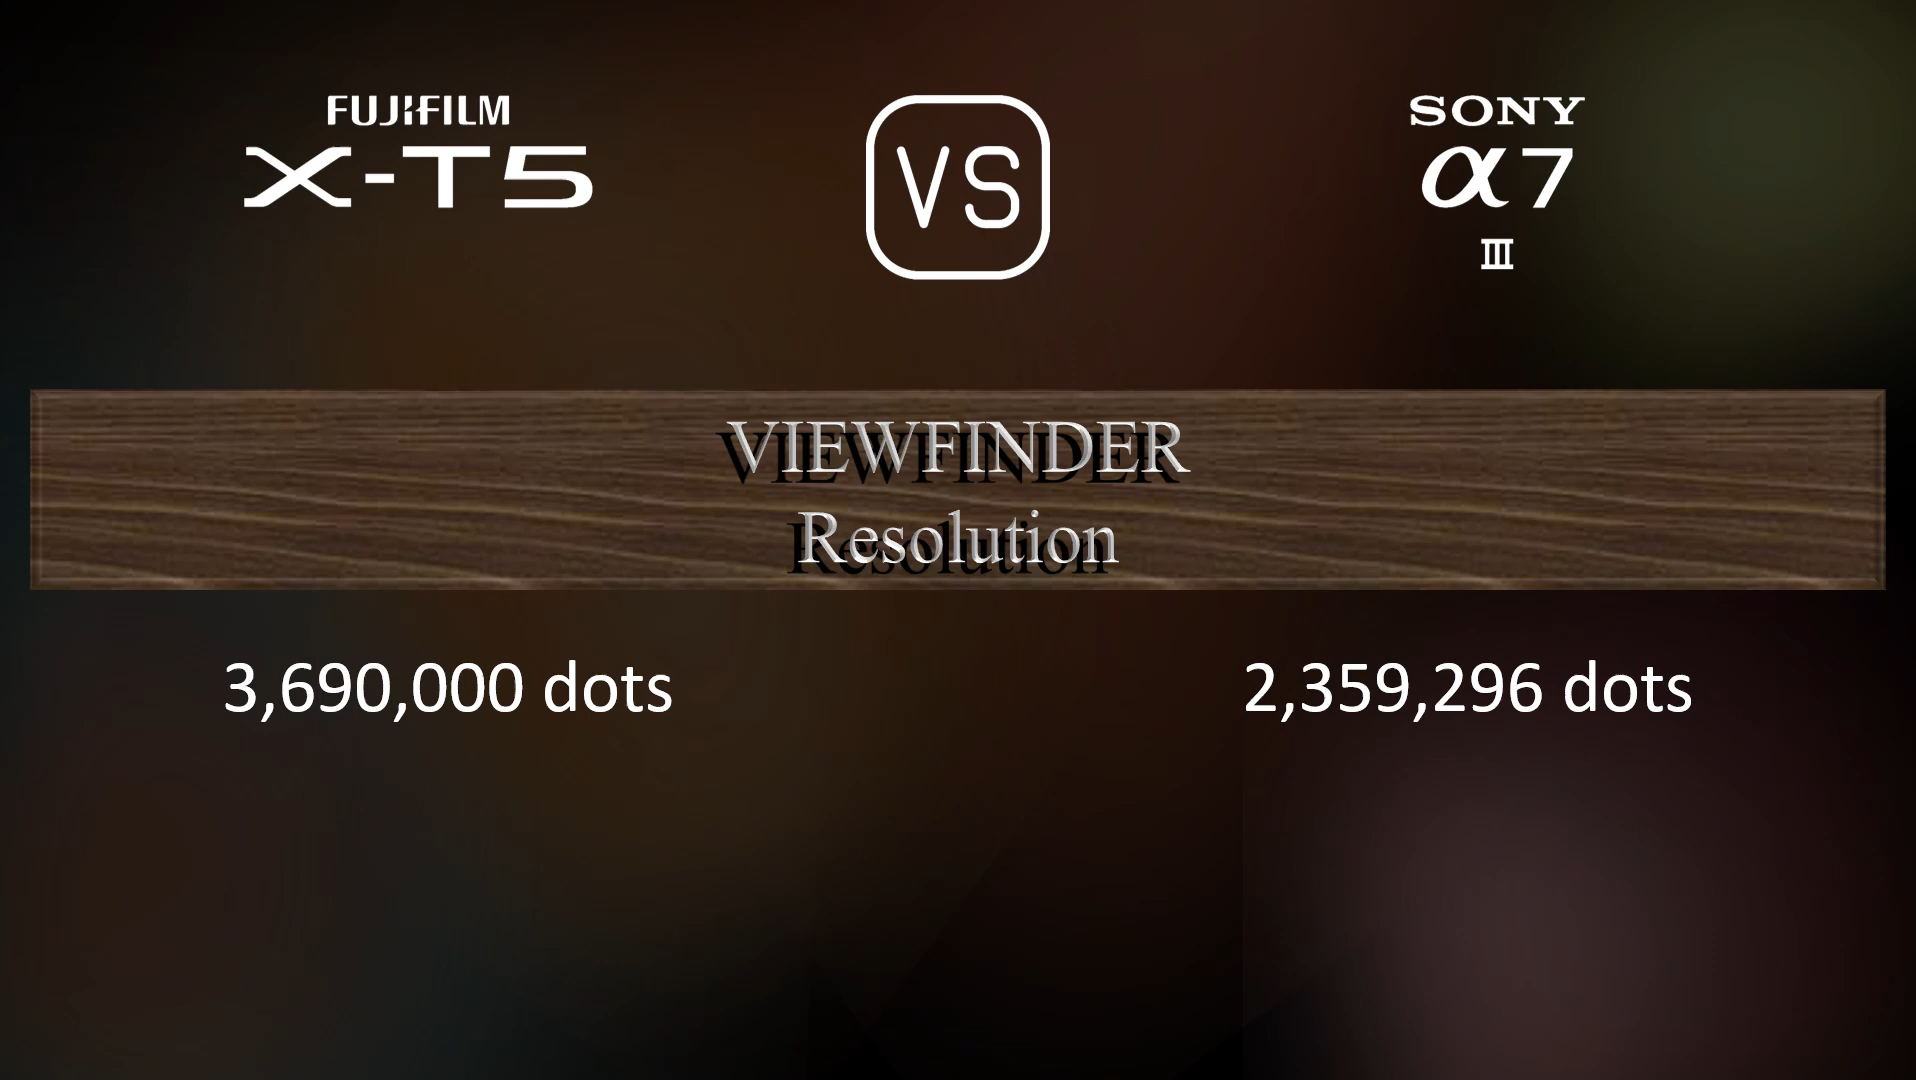 FUJIFILM
X-T5
VS
SONY
α7
III
VIEWFINDER
Resolution
3,690,000 dots
2,359,296 dots